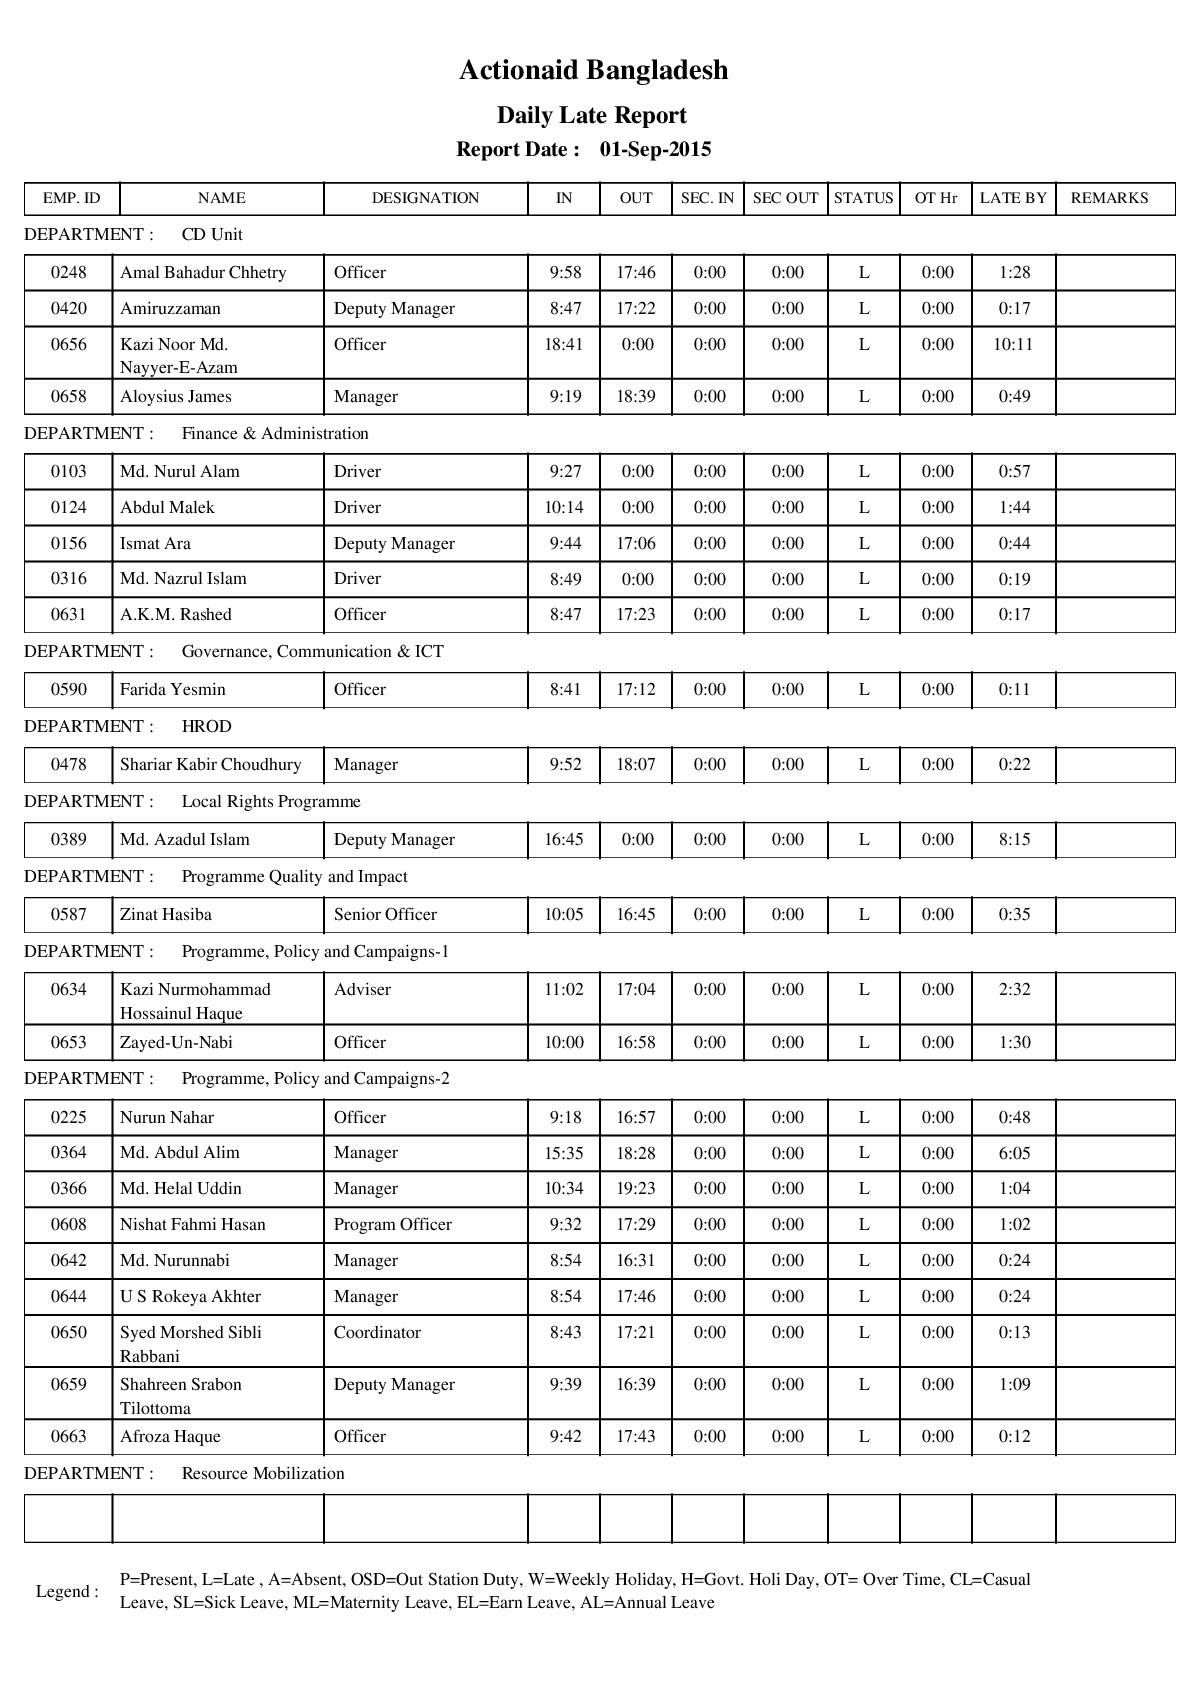 Actionaid Bangladesh
Daily Late Report
Report Date : 01-Sep-2015
EMP. ID NAME DESIGNATION IN OUT SEC. IN SEC OUT STATUS OT Hr LATE BY REMARKS
DEPARTMENT : CD Unit
0248 Amal Bahadur Chhetry Officer 9:58 17:46 0:00 0:00 L 0:00 1:28
0420 Amiruzzaman Deputy Manager 8:47 17:22 0:00 0:00 L 0:00 0:17
0656 Kazi Noor Md. Officer 18:41 0:00 0:00 0:00 L 0:00 10:11
Nayyer-E-Azam
0658 Aloysius James Manager 9:19 18:39 0:00 0:00 L 0:00 0:49
DEPARTMENT : Finance & Administration
0103 Md. Nurul Alam Driver 9:27 0:00 0:00 0:00 L 0:00 0:57
0124 Abdul Malek Driver 10:14 0:00 0:00 0:00 L 0:00 1:44
0156 Ismat Ara Deputy Manager 9:44 17:06 0:00 0:00 L 0:00 0:44
0316 Md. Nazrul Islam Driver 8:49 0:00 0:00 0:00 L 0:00 0:19
0631 A.K.M. Rashed Officer 8:47 17:23 0:00 0:00 L 0:00 0:17
DEPARTMENT : Governance, Communication & ICT
0590 Farida Yesmin Officer 8:41 17:12 0:00 0:00 L 0:00 0:11
DEPARTMENT : HROD
0478 Shariar Kabir Choudhury Manager 9:52 18:07 0:00 0:00 L 0:00 0:22
DEPARTMENT : Local Rights Programme
0389 Md. Azadul Islam Deputy Manager 16:45 0:00 0:00 0:00 L 0:00 8:15
DEPARTMENT : Programme Quality and Impact
0587 Zinat Hasiba Senior Officer 10:05 16:45 0:00 0:00 L 0:00 0:35
DEPARTMENT : Programme, Policy and Campaigns-1
0634 Kazi Nurmohammad Adviser 11:02 17:04 0:00 0:00 L 0:00 2:32
Hossainul Haque
0653 Zayed-Un-Nabi Officer 10:00 16:58 0:00 0:00 L 0:00 1:30
DEPARTMENT : Programme, Policy and Campaigns-2
0225 Nurun Nahar Officer 9:18 16:57 0:00 0:00 L 0:00 0:48
0364 Md. Abdul Alim Manager 15:35 18:28 0:00 0:00 L 0:00 6:05
0366 Md. Helal Uddin Manager 10:34 19:23 0:00 0:00 L 0:00 1:04
0608 Nishat Fahmi Hasan Program Officer 9:32 17:29 0:00 0:00 L 0:00 1:02
0642 Md. Nurunnabi Manager 8:54 16:31 0:00 0:00 L 0:00 0:24
0644 U S Rokeya Akhter Manager 8:54 17:46 0:00 0:00 L 0:00 0:24
0650 Syed Morshed Sibli Coordinator 8:43 17:21 0:00 0:00 L 0:00 0:13
Rabbani
0659 Shahreen Srabon Deputy Manager 9:39 16:39 0:00 0:00 L 0:00 1:09
Tilottoma
0663 Afroza Haque Officer 9:42 17:43 0:00 0:00 L 0:00 0:12
DEPARTMENT : Resource Mobilization
Legend : P=Present, L=Late , A=Absent, OSD=Out Station Duty, W=Weekly Holiday, H=Govt. Holi Day, OT= Over Time, CL=Casual
Leave, SL=Sick Leave, ML=Maternity Leave, EL=Earn Leave, AL=Annual Leave